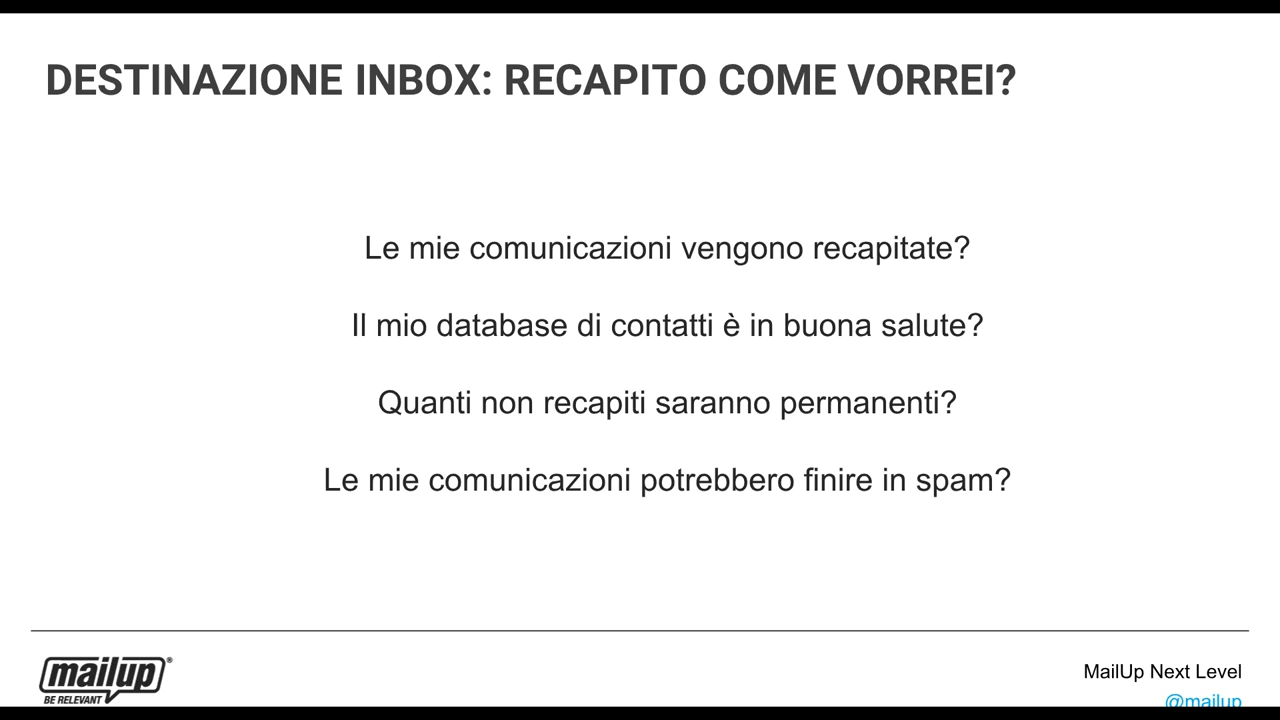 DESTINAZIONE INBOX: RECAPITO COME VORREI?
Le mie comunicazioni vengono recapitate?
Il mio database di contatti è in buona salute?
Quanti non recapiti saranno permanenti?
Le mie comunicazioni potrebbero finire in spam?
mailup®
BE RELEVANT
MailUp Next Level
@mailup